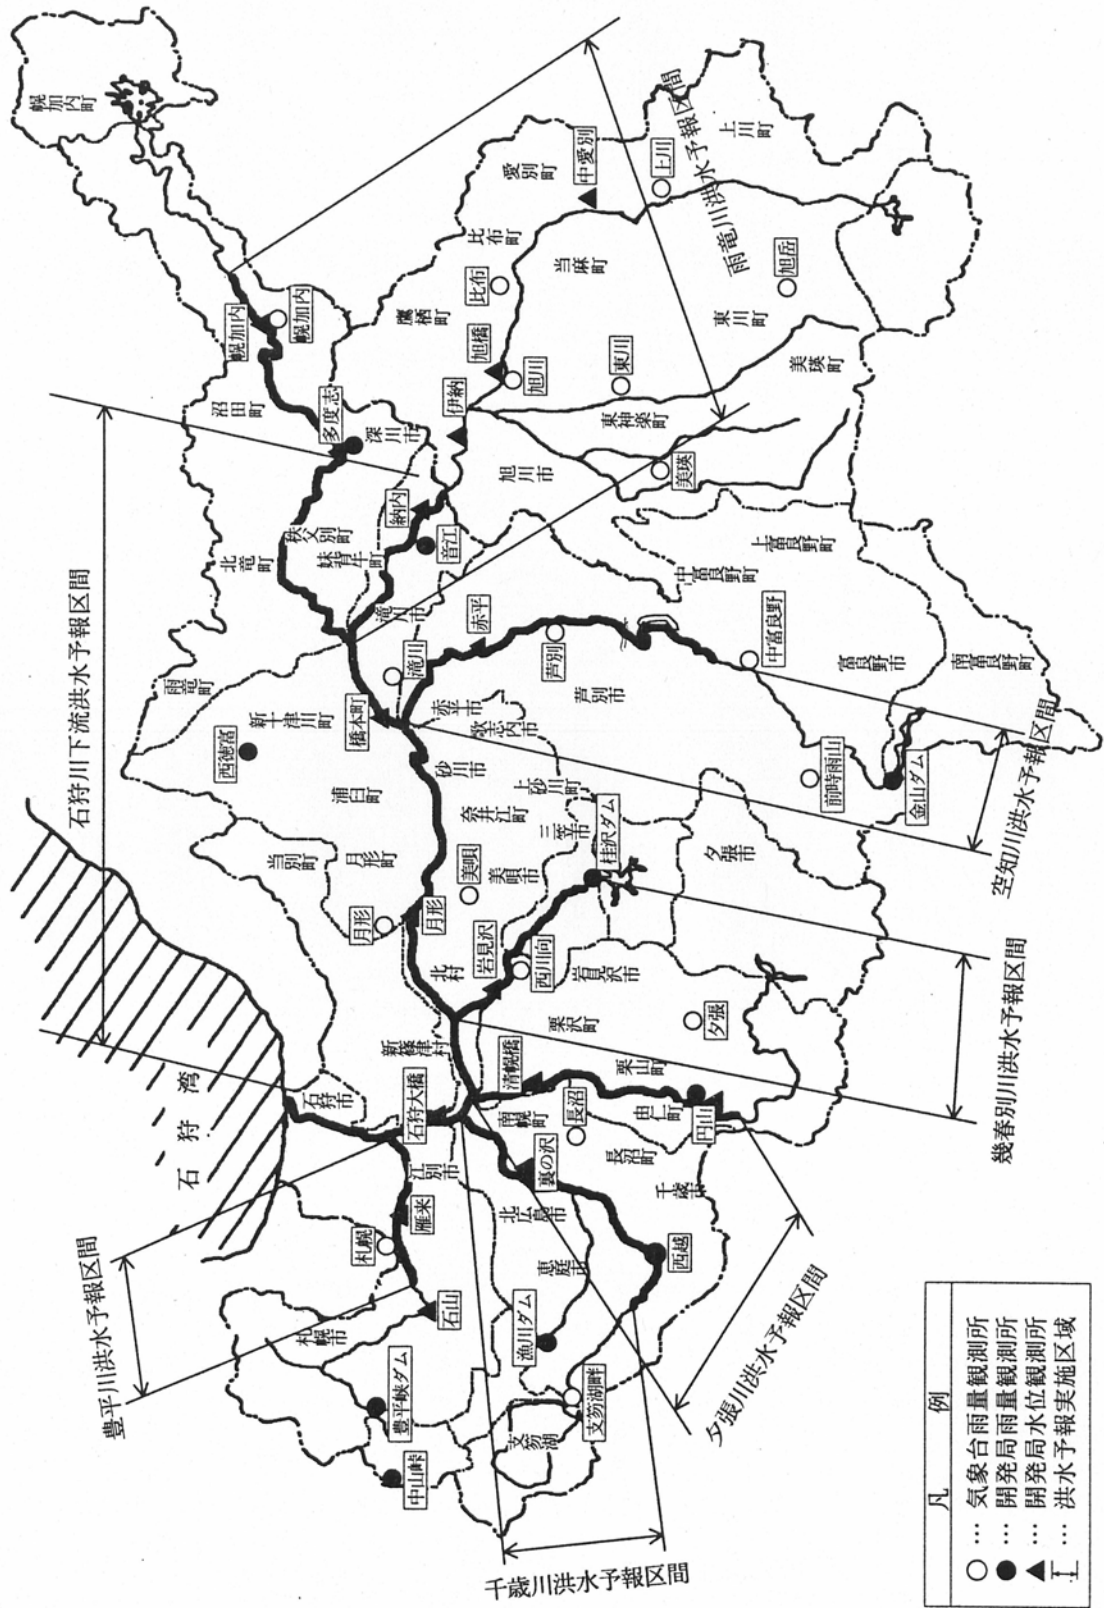 石狩川下流洪水予報区間
雨竜川洪水予報区間
空知川洪水予報区間
幾春別川洪水予報区間
夕張川洪水予報区間
千歳川洪水予報区間
豊平川洪水予報区間
石狩湾
幌加内町
幌加内
幌加内
沼田町
多度志
深川市
北竜町
秩父別町
妹背牛町
納内
音江
滝川市
雨竜町
新十津川町
西徳富
橋本町
滝川
赤平
赤平市
歌志内市
芦別
芦別市
砂川市
上砂川町
浦臼町
奈井江町
当別町
月形町
月形
月形
美唄
美唄市
三笠市
桂沢ダム
北村
岩見沢
西川向
岩見沢市
栗沢町
夕張
夕張市
新篠津村
清幌橋
栗山町
南幌町
長沼
長沼町
由仁町
円山
石狩市
石狩大橋
江別市
裏の沢
北広島市
千歳市
恵庭市
西越
漁川ダム
支笏湖畔
支笏湖
札幌
雁来
石山
札幌市
豊平峡ダム
中山峠
愛別町
中愛別
上川
上川町
比布町
比布
当麻町
鷹栖町
旭橋
旭川
伊納
旭川市
東川
東川町
旭岳
東神楽町
美瑛町
美瑛
上富良野町
中富良野町
中富良野
富良野市
南富良野町
前時雨山
金山ダム
凡例
○ … 気象台雨量観測所
● … 開発局雨量観測所
▲ … 開発局水位観測所
… 洪水予報実施区域